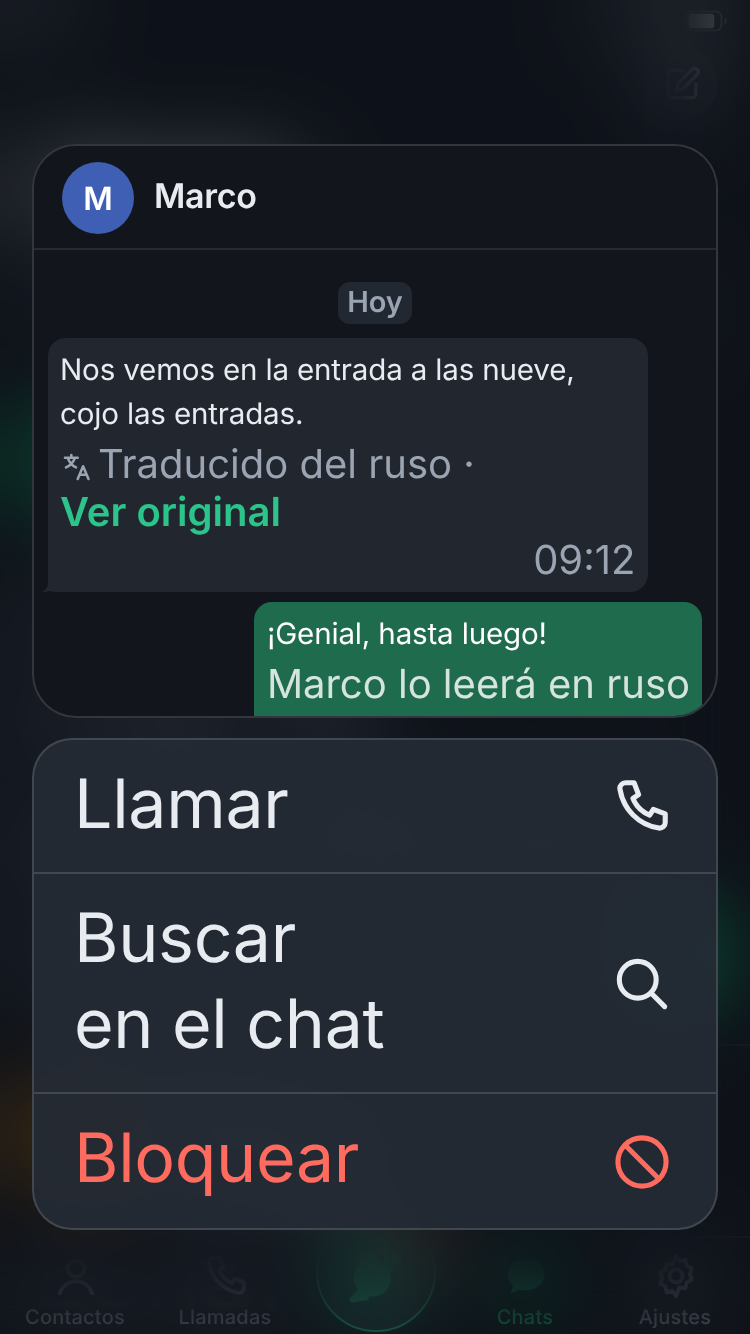 M
Marco
Hoy
Nos vemos en la entrada a las nueve,
cojo las entradas.
Traducido del ruso ·
Ver original
09:12
¡Genial, hasta luego!
Marco lo leerá en ruso
Llamar
Buscar
en el chat
Bloquear
Contactos
Llamadas
Chats
Ajustes